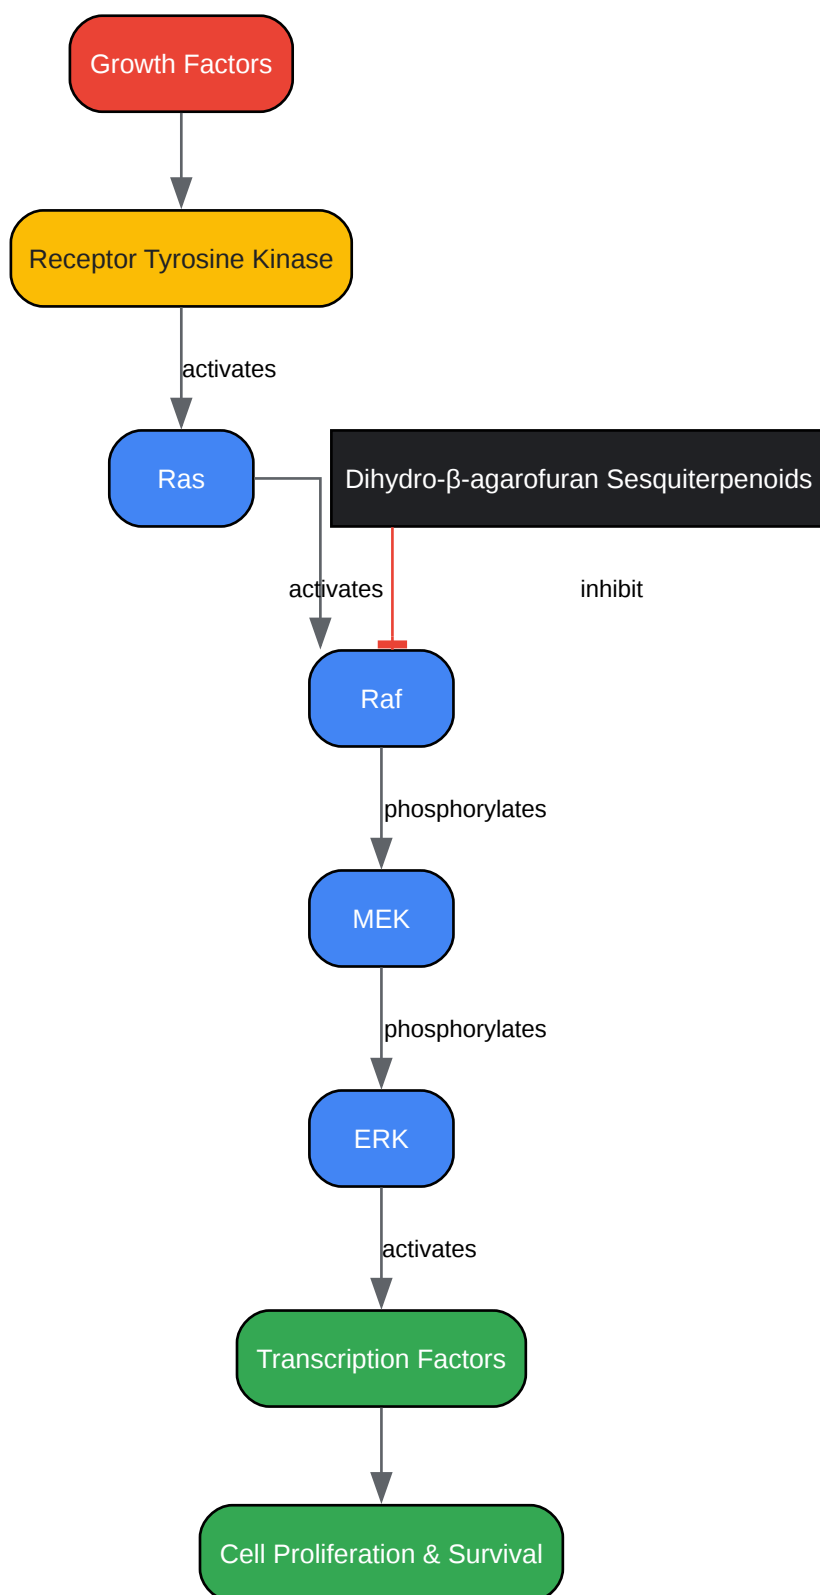 Growth Factors
Receptor Tyrosine Kinase
activates
Ras
Dihydro-β-agarofuran Sesquiterpenoids
activates
inhibit
Raf
phosphorylates
MEK
phosphorylates
ERK
activates
Transcription Factors
Cell Proliferation & Survival